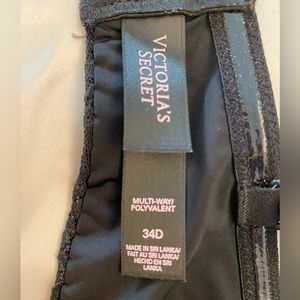 VICTORIA'S
SECRET
MULTI-WAY/
POLYVALENT
34D
MADE IN SRI LANKA/
FAIT AU SRI LANKA/
HECHO EN SRI
LANKA